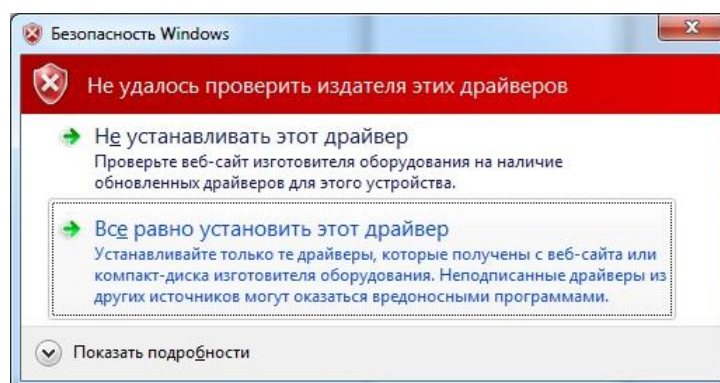 Безопасность Windows
Не удалось проверить издателя этих драйверов
Не устанавливать этот драйвер
Проверьте веб-сайт изготовителя оборудования на наличие
обновленных драйверов для этого устройства.
Все равно установить этот драйвер
Устанавливайте только те драйверы, которые получены с веб-сайта или
компакт-диска изготовителя оборудования. Неподписанные драйверы из
других источников могут оказаться вредоносными программами.
Показать подробности